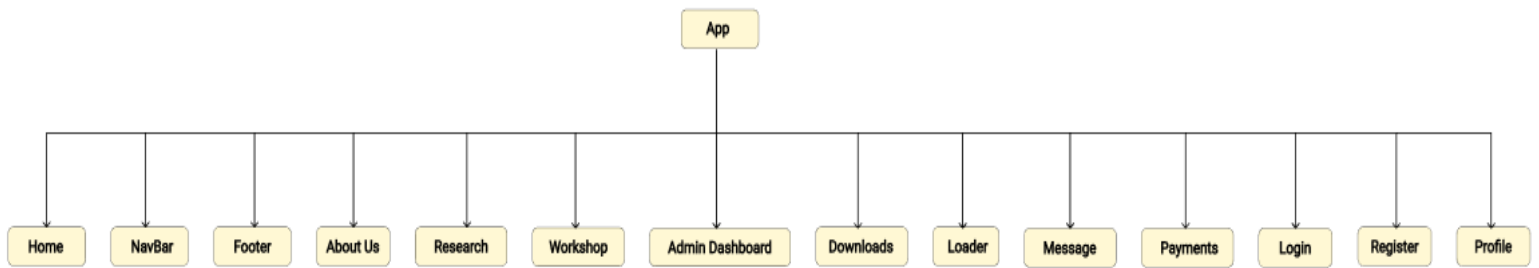 App
Home
NavBar
Footer
About Us
Research
Workshop
Admin Dashboard
Downloads
Loader
Message
Payments
Login
Register
Profile